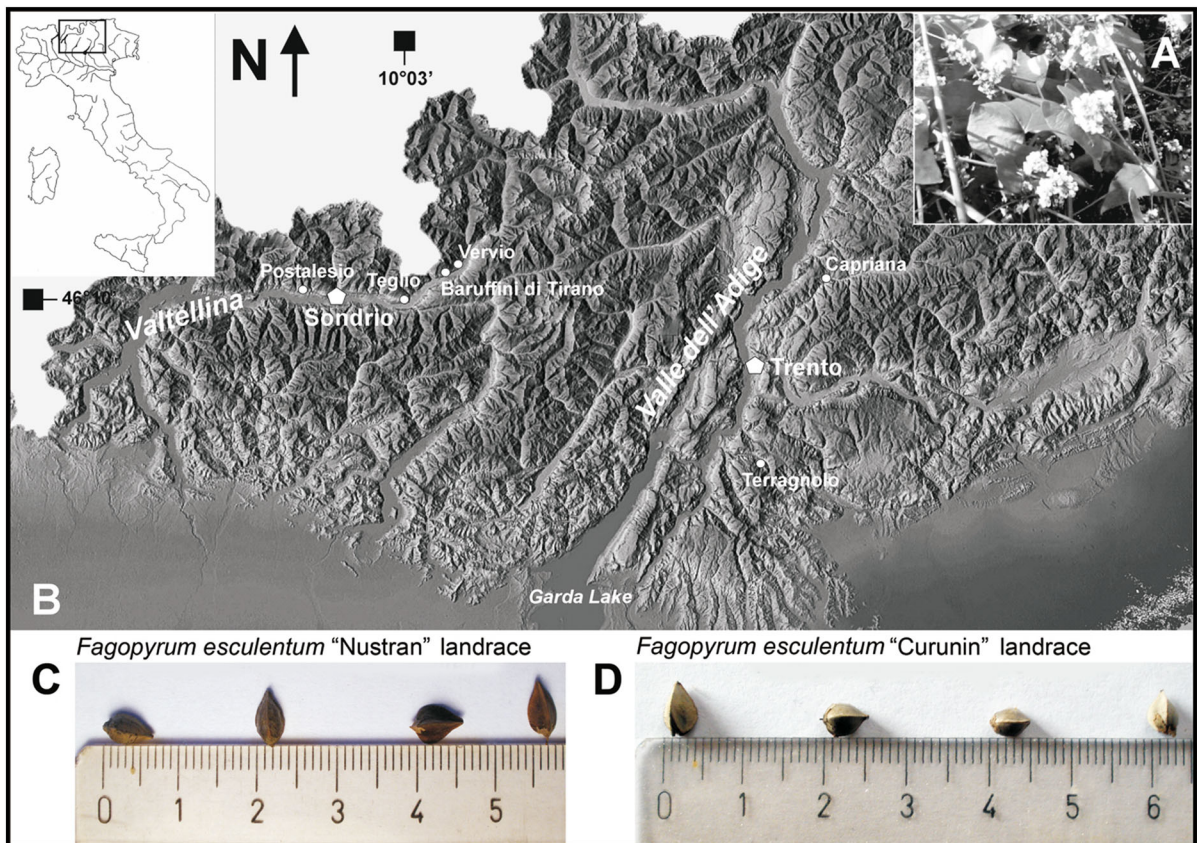 N
10°03'
A
46°10'
Postalesio
Teglio
Vervio
Baruffini di Tirano
Valtellina
Sondrio
Capriana
Valle dell'Adige
Trento
Terragnolo
Garda Lake
B
Fagopyrum esculentum "Nustran" landrace
Fagopyrum esculentum "Curunin" landrace
C
D
0 1 2 3 4 5
0 1 2 3 4 5 6